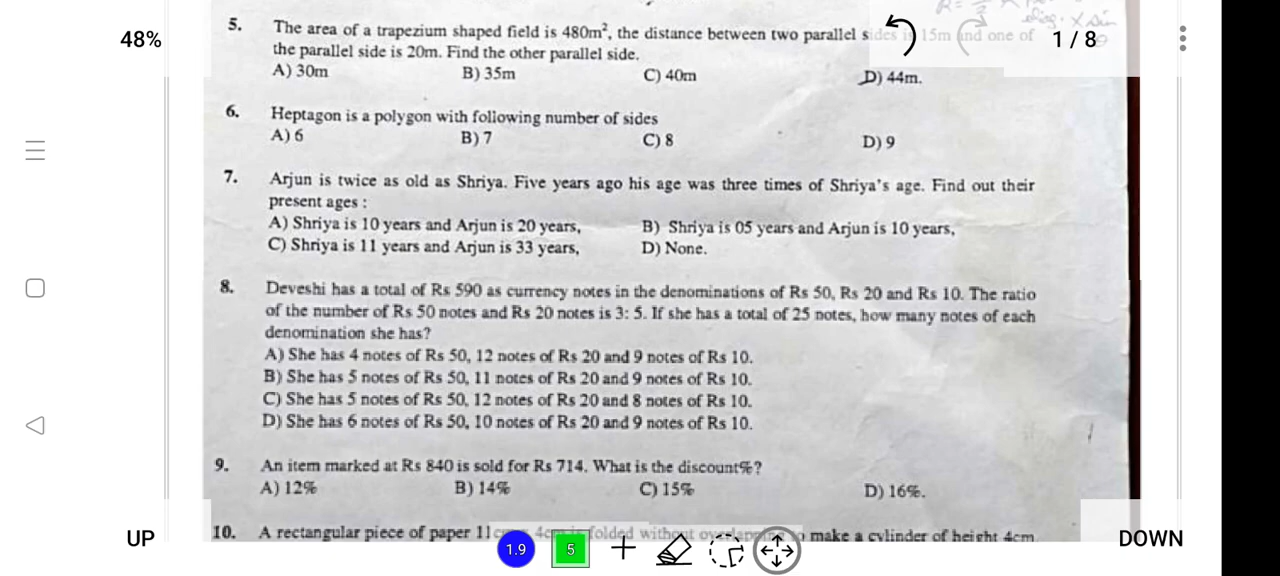 48%
1 / 8
5. The area of a trapezium shaped field is 480m², the distance between two parallel sides is 15m and one of
the parallel side is 20m. Find the other parallel side.
A) 30m B) 35m C) 40m D) 44m.
6. Heptagon is a polygon with following number of sides
A) 6 B) 7 C) 8 D) 9
7. Arjun is twice as old as Shriya. Five years ago his age was three times of Shriya's age. Find out their
present ages :
A) Shriya is 10 years and Arjun is 20 years, B) Shriya is 05 years and Arjun is 10 years,
C) Shriya is 11 years and Arjun is 33 years, D) None.
8. Deveshi has a total of Rs 590 as currency notes in the denominations of Rs 50, Rs 20 and Rs 10. The ratio
of the number of Rs 50 notes and Rs 20 notes is 3: 5. If she has a total of 25 notes, how many notes of each
denomination she has?
A) She has 4 notes of Rs 50, 12 notes of Rs 20 and 9 notes of Rs 10.
B) She has 5 notes of Rs 50, 11 notes of Rs 20 and 9 notes of Rs 10.
C) She has 5 notes of Rs 50, 12 notes of Rs 20 and 8 notes of Rs 10.
D) She has 6 notes of Rs 50, 10 notes of Rs 20 and 9 notes of Rs 10.
9. An item marked at Rs 840 is sold for Rs 714. What is the discount%?
A) 12% B) 14% C) 15% D) 16%.
10. A rectangular piece of paper 11cm 4cm is folded without overlapping to make a cylinder of height 4cm.
UP DOWN
1.9 5